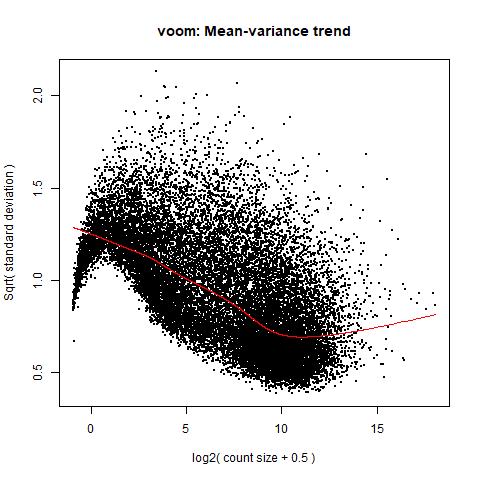 voom: Mean-variance trend
Sqrt( standard deviation )
2.0
1.5
1.0
0.5
0
5
10
15
log2( count size + 0.5 )